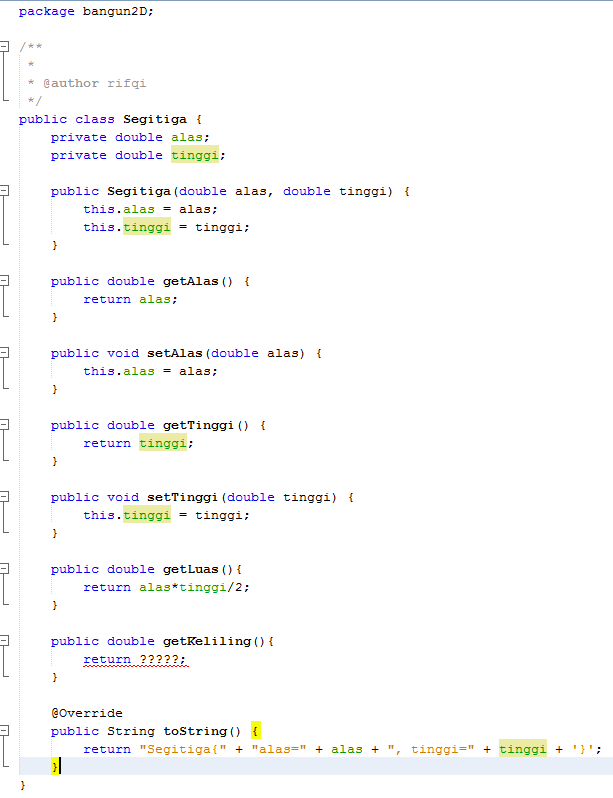 package bangun2D;
/**
 *
 * @author rifqi
 */
public class Segitiga {
    private double alas;
    private double tinggi;
    public Segitiga(double alas, double tinggi) {
        this.alas = alas;
        this.tinggi = tinggi;
    }
    public double getAlas() {
        return alas;
    }
    public void setAlas(double alas) {
        this.alas = alas;
    }
    public double getTinggi() {
        return tinggi;
    }
    public void setTinggi(double tinggi) {
        this.tinggi = tinggi;
    }
    public double getLuas(){
        return alas*tinggi/2;
    }
    public double getKeliling(){
        return ?????;
    }
    @Override
    public String toString() {
        return "Segitiga{" + "alas=" + alas + ", tinggi=" + tinggi + '}';
    }
}